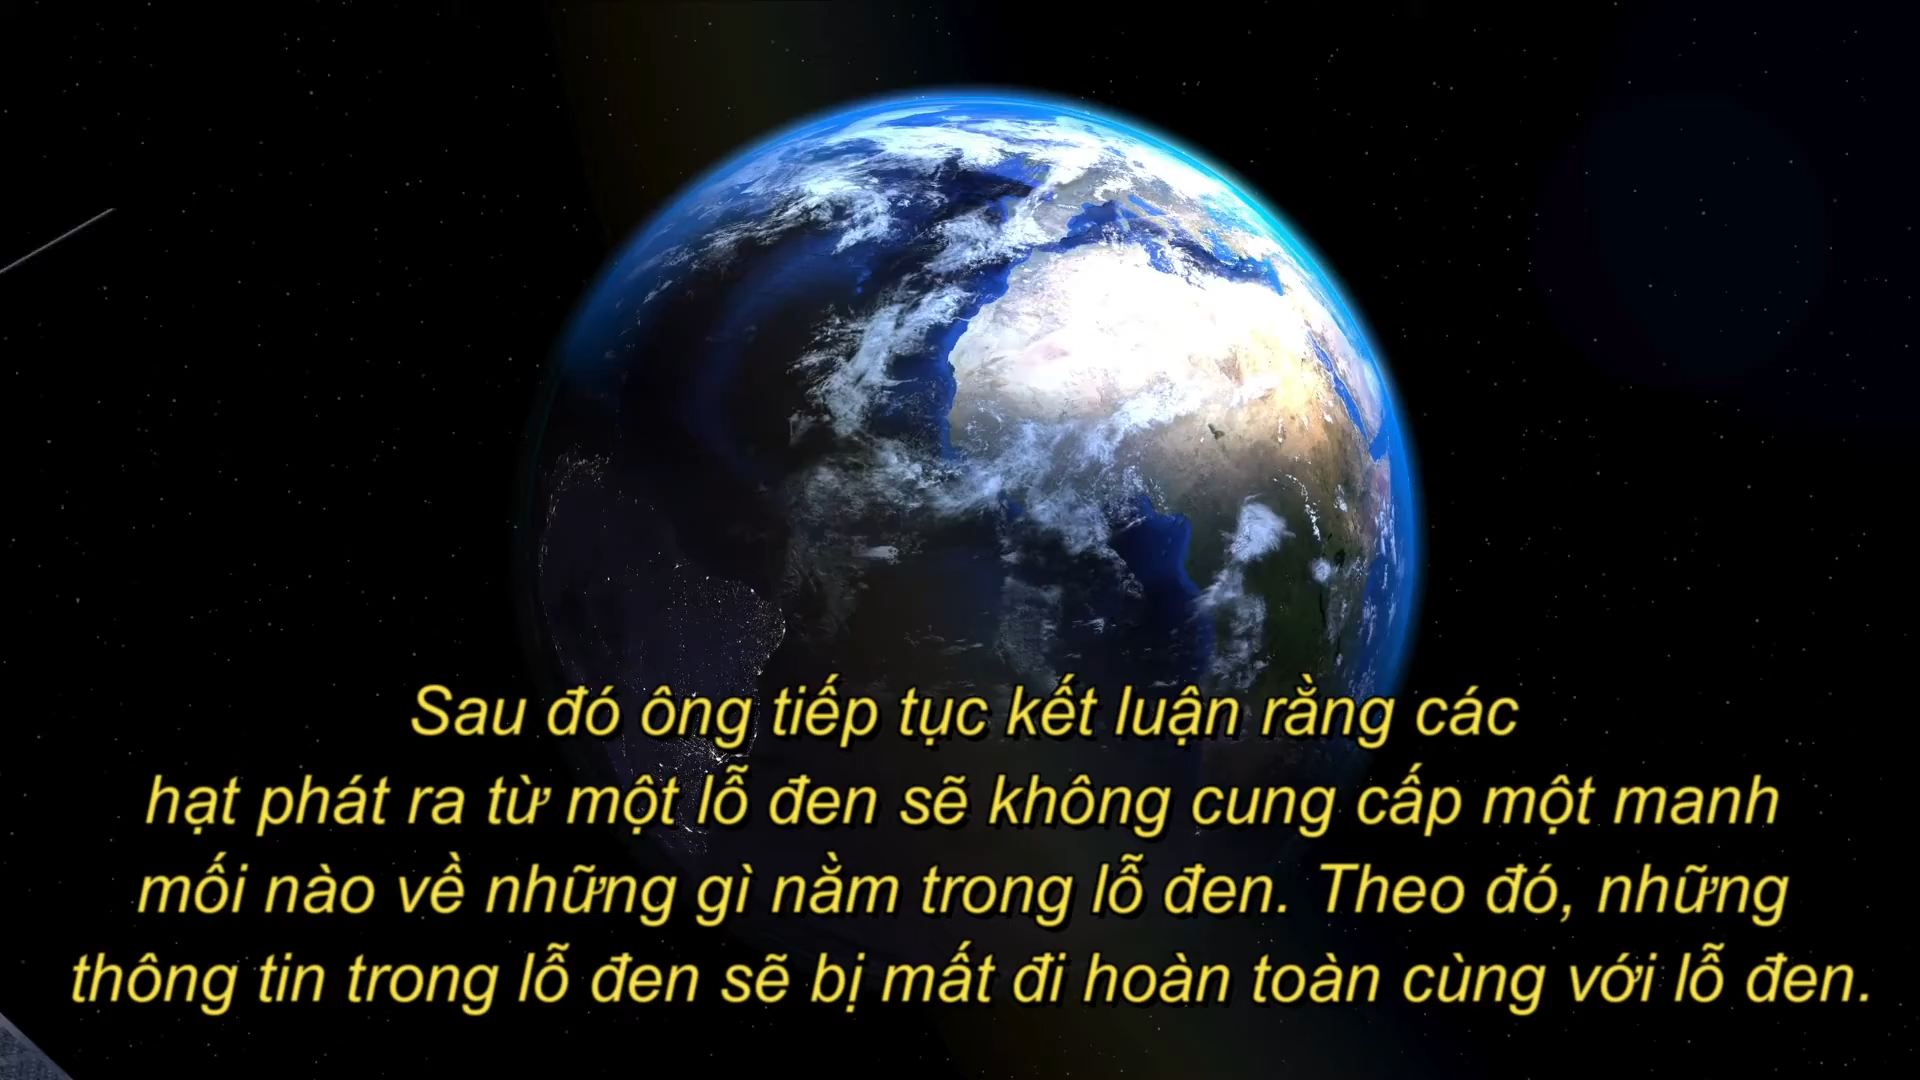 Sau đó ông tiếp tục kết luận rằng các
hạt phát ra từ một lỗ đen sẽ không cung cấp một manh
mối nào về những gì nằm trong lỗ đen. Theo đó, những
thông tin trong lỗ đen sẽ bị mất đi hoàn toàn cùng với lỗ đen.